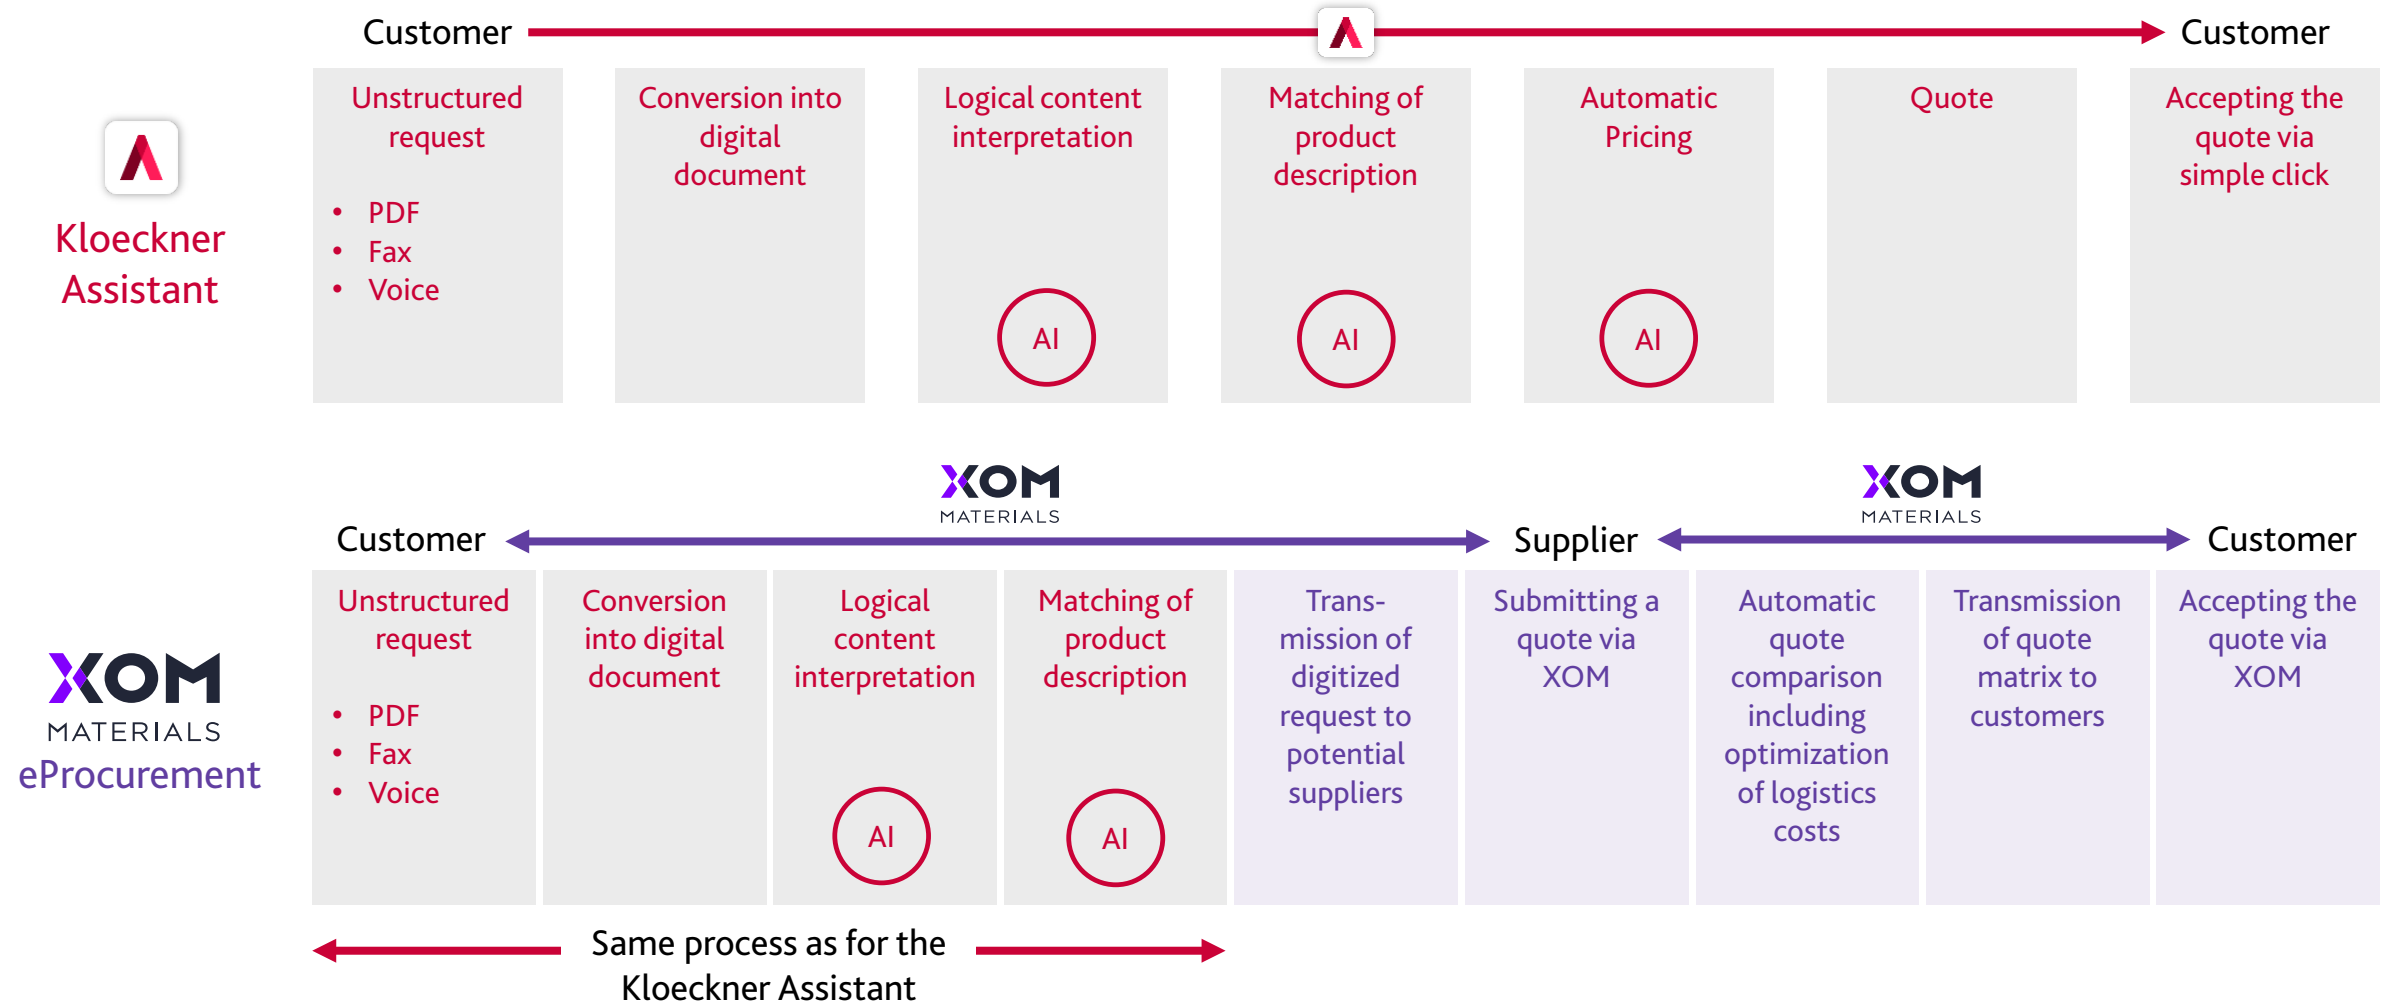 Customer
Customer
Kloeckner
Assistant
Unstructured
request
• PDF
• Fax
• Voice
Conversion into
digital
document
Logical content
interpretation
AI
Matching of
product
description
AI
Automatic
Pricing
AI
Quote
Accepting the
quote via
simple click
XOM
MATERIALS
XOM
MATERIALS
Customer
Supplier
Customer
XOM
MATERIALS
eProcurement
Unstructured
request
• PDF
• Fax
• Voice
Conversion
into digital
document
Logical
content
interpretation
AI
Matching of
product
description
AI
Trans-
mission of
digitized
request to
potential
suppliers
Submitting a
quote via
XOM
Automatic
quote
comparison
including
optimization
of logistics
costs
Transmission
of quote
matrix to
customers
Accepting the
quote via
XOM
Same process as for the
Kloeckner Assistant